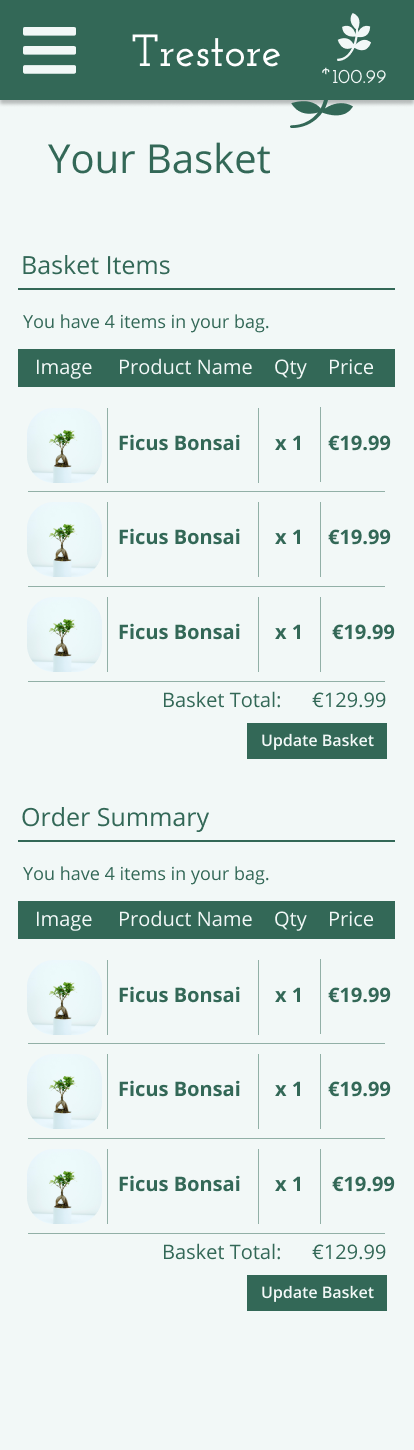 Trestore
↑100.99
Your Basket
Basket Items
You have 4 items in your bag.
Image Product Name Qty Price
Ficus Bonsai x 1 €19.99
Ficus Bonsai x 1 €19.99
Ficus Bonsai x 1 €19.99
Basket Total: €129.99
Update Basket
Order Summary
You have 4 items in your bag.
Image Product Name Qty Price
Ficus Bonsai x 1 €19.99
Ficus Bonsai x 1 €19.99
Ficus Bonsai x 1 €19.99
Basket Total: €129.99
Update Basket